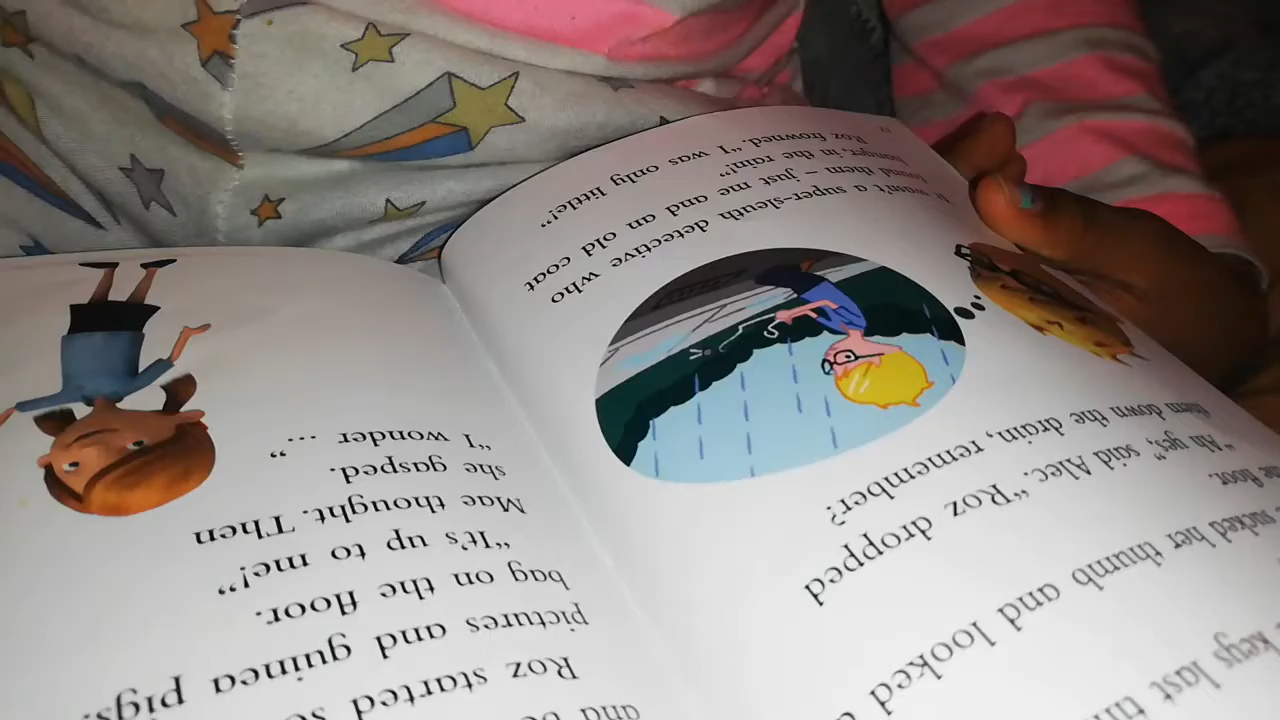 keys last
sucked her thumb and looked
the floor.
“Ah yes,” said Alec. “Roz dropped
them down the drain, remember?
It wasn't a super-sleuth detective who
found them – just me and an old coat
hanger, in the rain!”
Roz frowned. “I was only little!”
and
Roz started
pictures and guinea pigs.
bag on the floor.
“It's up to me!”
Mae thought. Then
she gasped.
“I wonder ...”